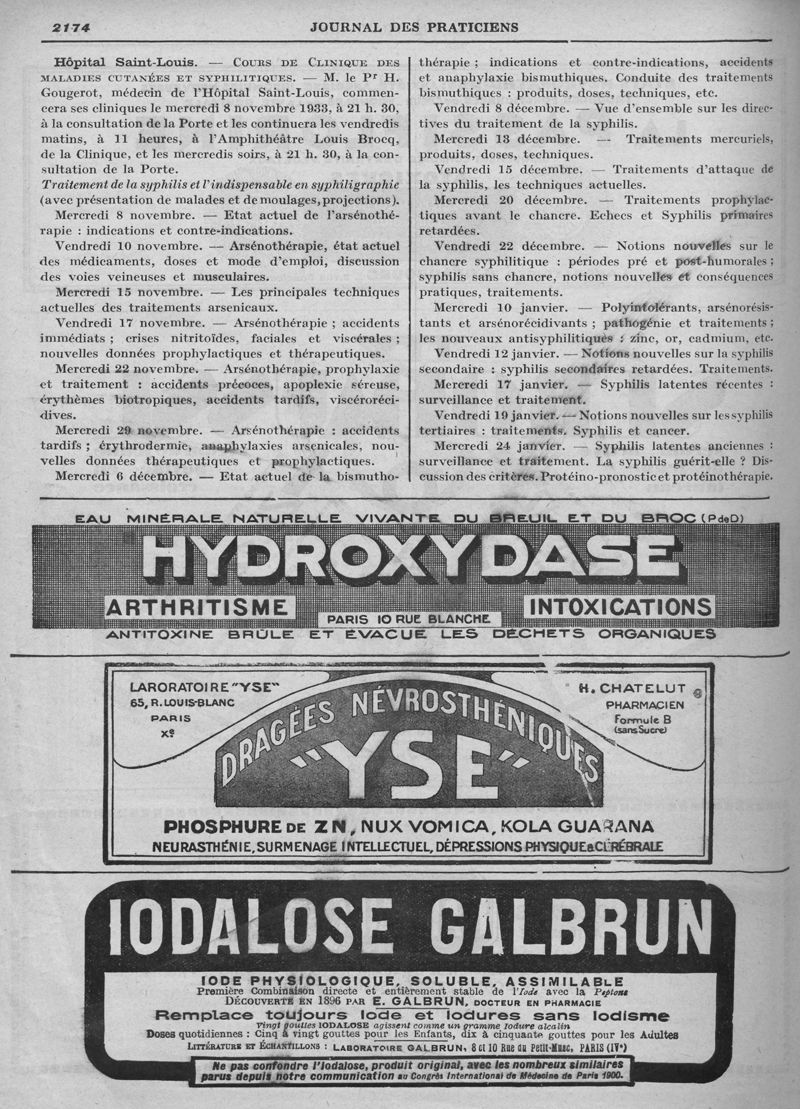 2174
JOURNAL DES PRATICIENS
Hôpital Saint-Louis. — COURS DE CLINIQUE DES
MALADIES CUTANÉES ET SYPHILITIQUES. — M. le Pr H.
Gougerot, médecin de l'Hôpital Saint-Louis, commen-
cera ses cliniques le mercredi 8 novembre 1933, à 21 h. 30,
à la consultation de la Porte et les continuera les vendredis
matins, à 11 heures, à l'Amphithéâtre Louis Brocq,
de la Clinique, et les mercredis soirs, à 21 h. 30, à la con-
sultation de la Porte.
Traitement de la syphilis et l'indispensable en syphiligraphie
(avec présentation de malades et de moulages, projections).
Mercredi 8 novembre. — Etat actuel de l'arsénothé-
rapie : indications et contre-indications.
Vendredi 10 novembre. — Arsénothérapie, état actuel
des médicaments, doses et mode d'emploi, discussion
des voies veineuses et musculaires.
Mercredi 15 novembre. — Les principales techniques
actuelles des traitements arsenicaux.
Vendredi 17 novembre. — Arsénothérapie ; accidents
immédiats ; crises nitritoïdes, faciales et viscérales ;
nouvelles données prophylactiques et thérapeutiques.
Mercredi 22 novembre. — Arsénothérapie, prophylaxie
et traitement : accidents précoces, apoplexie séreuse,
érythèmes biotropiques, accidents tardifs, viscéroréci-
dives.
Mercredi 29 novembre. — Arsénothérapie : accidents
tardifs ; érythrodermie, anaphylaxies arsenicales, nou-
velles données thérapeutiques et prophylactiques.
Mercredi 6 décembre. — Etat actuel de la bismutho-
thérapie ; indications et contre-indications, accidents
et anaphylaxie bismuthiques. Conduite des traitements
bismuthiques : produits, doses, techniques, etc.
Vendredi 8 décembre. — Vue d'ensemble sur les direc-
tives du traitement de la syphilis.
Mercredi 13 décembre. — Traitements mercuriels,
produits, doses, techniques.
Vendredi 15 décembre. — Traitements d'attaque de
la syphilis, les techniques actuelles.
Mercredi 20 décembre. — Traitements prophylac-
tiques avant le chancre. Echecs et Syphilis primaires
retardées.
Vendredi 22 décembre. — Notions nouvelles sur le
chancre syphilitique : périodes pré et post-humorales ;
syphilis sans chancre, notions nouvelles et conséquences
pratiques, traitements.
Mercredi 10 janvier. — Polyintolérants, arsénorésis-
tants et arsénorécidivants ; pathogénie et traitements ;
les nouveaux antisyphilitiques : zinc, or, cadmium, etc.
Vendredi 12 janvier. — Notions nouvelles sur la syphilis
secondaire : syphilis secondaires retardées. Traitements.
Mercredi 17 janvier. — Syphilis latentes récentes :
surveillance et traitement.
Vendredi 19 janvier. — Notions nouvelles sur les syphilis
tertiaires : traitements. Syphilis et cancer.
Mercredi 24 janvier. — Syphilis latentes anciennes :
surveillance et traitement. La syphilis guérit-elle ? Dis-
cussion des critères. Protéino-pronostic et protéinothérapie.
EAU MINÉRALE NATURELLE VIVANTE DU BREUIL ET DU BROC (P de D)
HYDROXYDASE
ARTHRITISME
INTOXICATIONS
PARIS 10 RUE BLANCHE
ANTITOXINE BRÛLE ET ÉVACUE LES DÉCHETS ORGANIQUES
LARORATOIRE "YSE"
65, R. LOUIS-BLANC
PARIS
Xe
H. CHATELUT
PHARMACIEN
Formule B
(sans Sucre)
DRAGÉES NÉVROSTHÉNIQUES
"YSE"
PHOSPHURE DE ZN, NUX VOMICA, KOLA GUARANA
NEURASTHÉNIE, SURMENAGE INTELLECTUEL, DÉPRESSIONS PHYSIQUE & CÉRÉBRALE
IODALOSE GALBRUN
IODE PHYSIOLOGIQUE, SOLUBLE, ASSIMILABLE
Première Combinaison directe et entièrement stable de l'Iode avec la Peptone
DÉCOUVERTE EN 1896 PAR E. GALBRUN, DOCTEUR EN PHARMACIE
Remplace toujours Iode et Iodures sans Iodisme
Vingt gouttes IODALOSE agissent comme un gramme Iodure alcalin
Doses quotidiennes : Cinq à vingt gouttes pour les Enfants, dix à cinquante gouttes pour les Adultes
LITTÉRATURE ET ÉCHANTILLONS : LABORATOIRE GALBRUN, 8 et 10 Rue du Petit-Musc, PARIS (IVe)
Ne pas confondre l'Iodalose, produit original, avec les nombreux similaires
parus depuis notre communication au Congrès International de Médecine de Paris 1900.